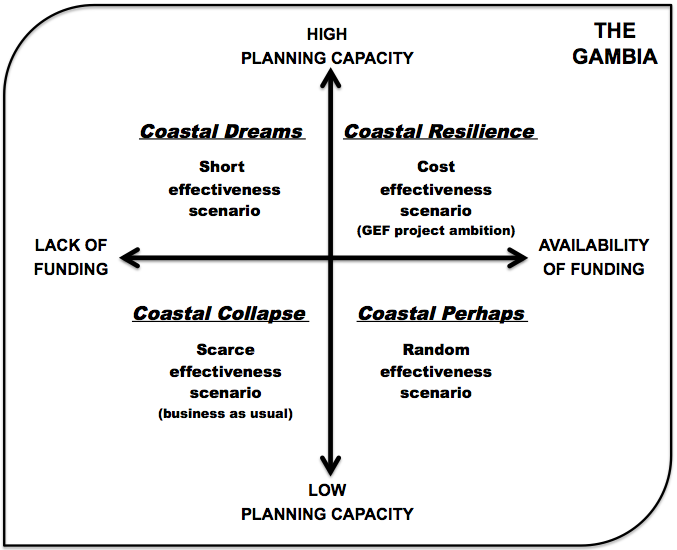 THE
GAMBIA
HIGH
PLANNING CAPACITY
Coastal Dreams
Short
effectiveness
scenario
Coastal Resilience
Cost
effectiveness
scenario
(GEF project ambition)
LACK OF
FUNDING
AVAILABILITY
OF FUNDING
Coastal Collapse
Scarce
effectiveness
scenario
(business as usual)
Coastal Perhaps
Random
effectiveness
scenario
LOW
PLANNING CAPACITY